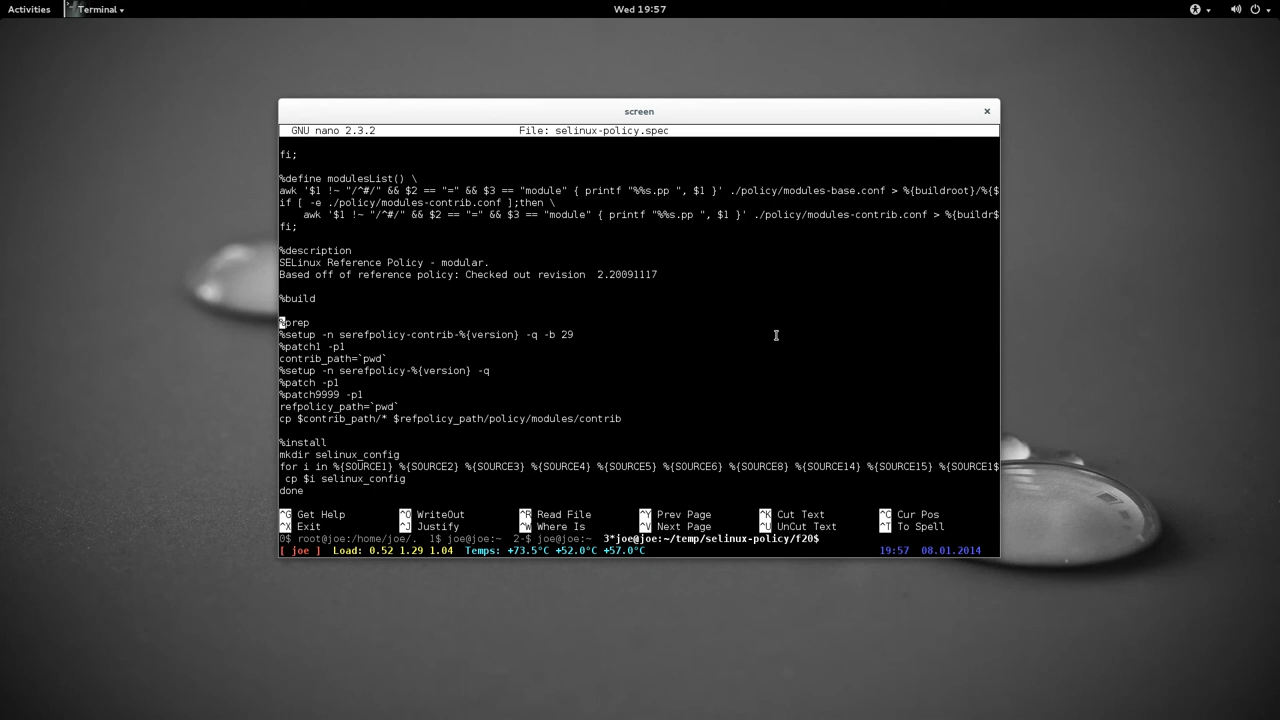 Activities Terminal Wed 19:57
screen
GNU nano 2.3.2 File: selinux-policy.spec
fi;
%define modulesList() \
awk '$1 !~ "/^#/" && $2 == "=" && $3 == "module" { printf "%%s.pp ", $1 }' ./policy/modules-base.conf > %{buildroot}/%{$
if [ -e ./policy/modules-contrib.conf ];then \
awk '$1 !~ "/^#/" && $2 == "=" && $3 == "module" { printf "%%s.pp ", $1 }' ./policy/modules-contrib.conf > %{buildr$
fi;
%description
SELinux Reference Policy - modular.
Based off of reference policy: Checked out revision  2.20091117
%build
%prep
%setup -n serefpolicy-contrib-%{version} -q -b 29
%patch1 -p1
contrib_path=`pwd`
%setup -n serefpolicy-%{version} -q
%patch -p1
%patch9999 -p1
refpolicy_path=`pwd`
cp $contrib_path/* $refpolicy_path/policy/modules/contrib
%install
mkdir selinux_config
for i in %{SOURCE1} %{SOURCE2} %{SOURCE3} %{SOURCE4} %{SOURCE5} %{SOURCE6} %{SOURCE8} %{SOURCE14} %{SOURCE15} %{SOURCE1$
cp $i selinux_config
done
^G Get Help ^O WriteOut ^R Read File ^Y Prev Page ^K Cut Text ^C Cur Pos
^X Exit ^J Justify ^W Where Is ^V Next Page ^U UnCut Text ^T To Spell
0$ root@joe:/home/joe/. 1$ joe@joe:~ 2-$ joe@joe:~ 3*joe@joe:~/temp/selinux-policy/f20$
[ joe ] Load: 0.52 1.29 1.04 Temps: +73.5°C +52.0°C +57.0°C 19:57 08.01.2014